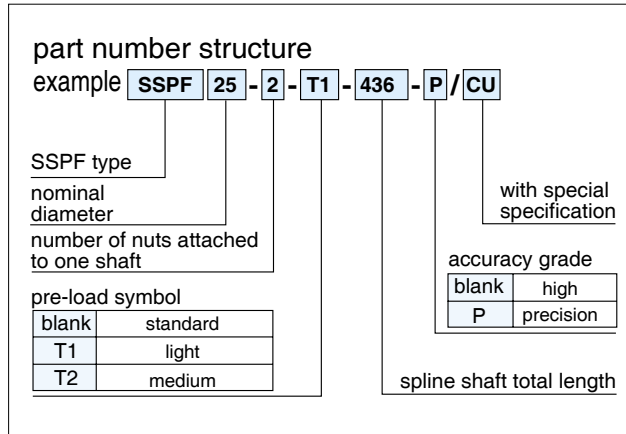 part number structure
example SSPF 25 - 2 - T1 - 436 - P / CU
SSPF type
nominal
diameter
number of nuts attached
to one shaft
pre-load symbol
blank standard
T1 light
T2 medium
with special
specification
accuracy grade
blank high
P precision
spline shaft total length